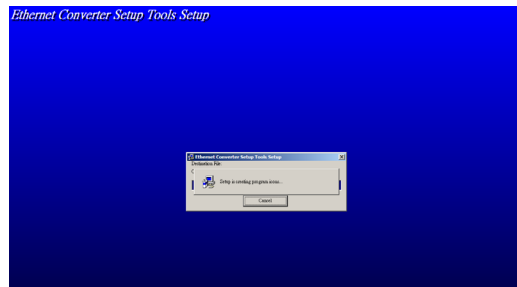 Ethernet Converter Setup Tools Setup
Ethernet Converter Setup Tools Setup
Destination File:
Setup is creating program icons...
Cancel